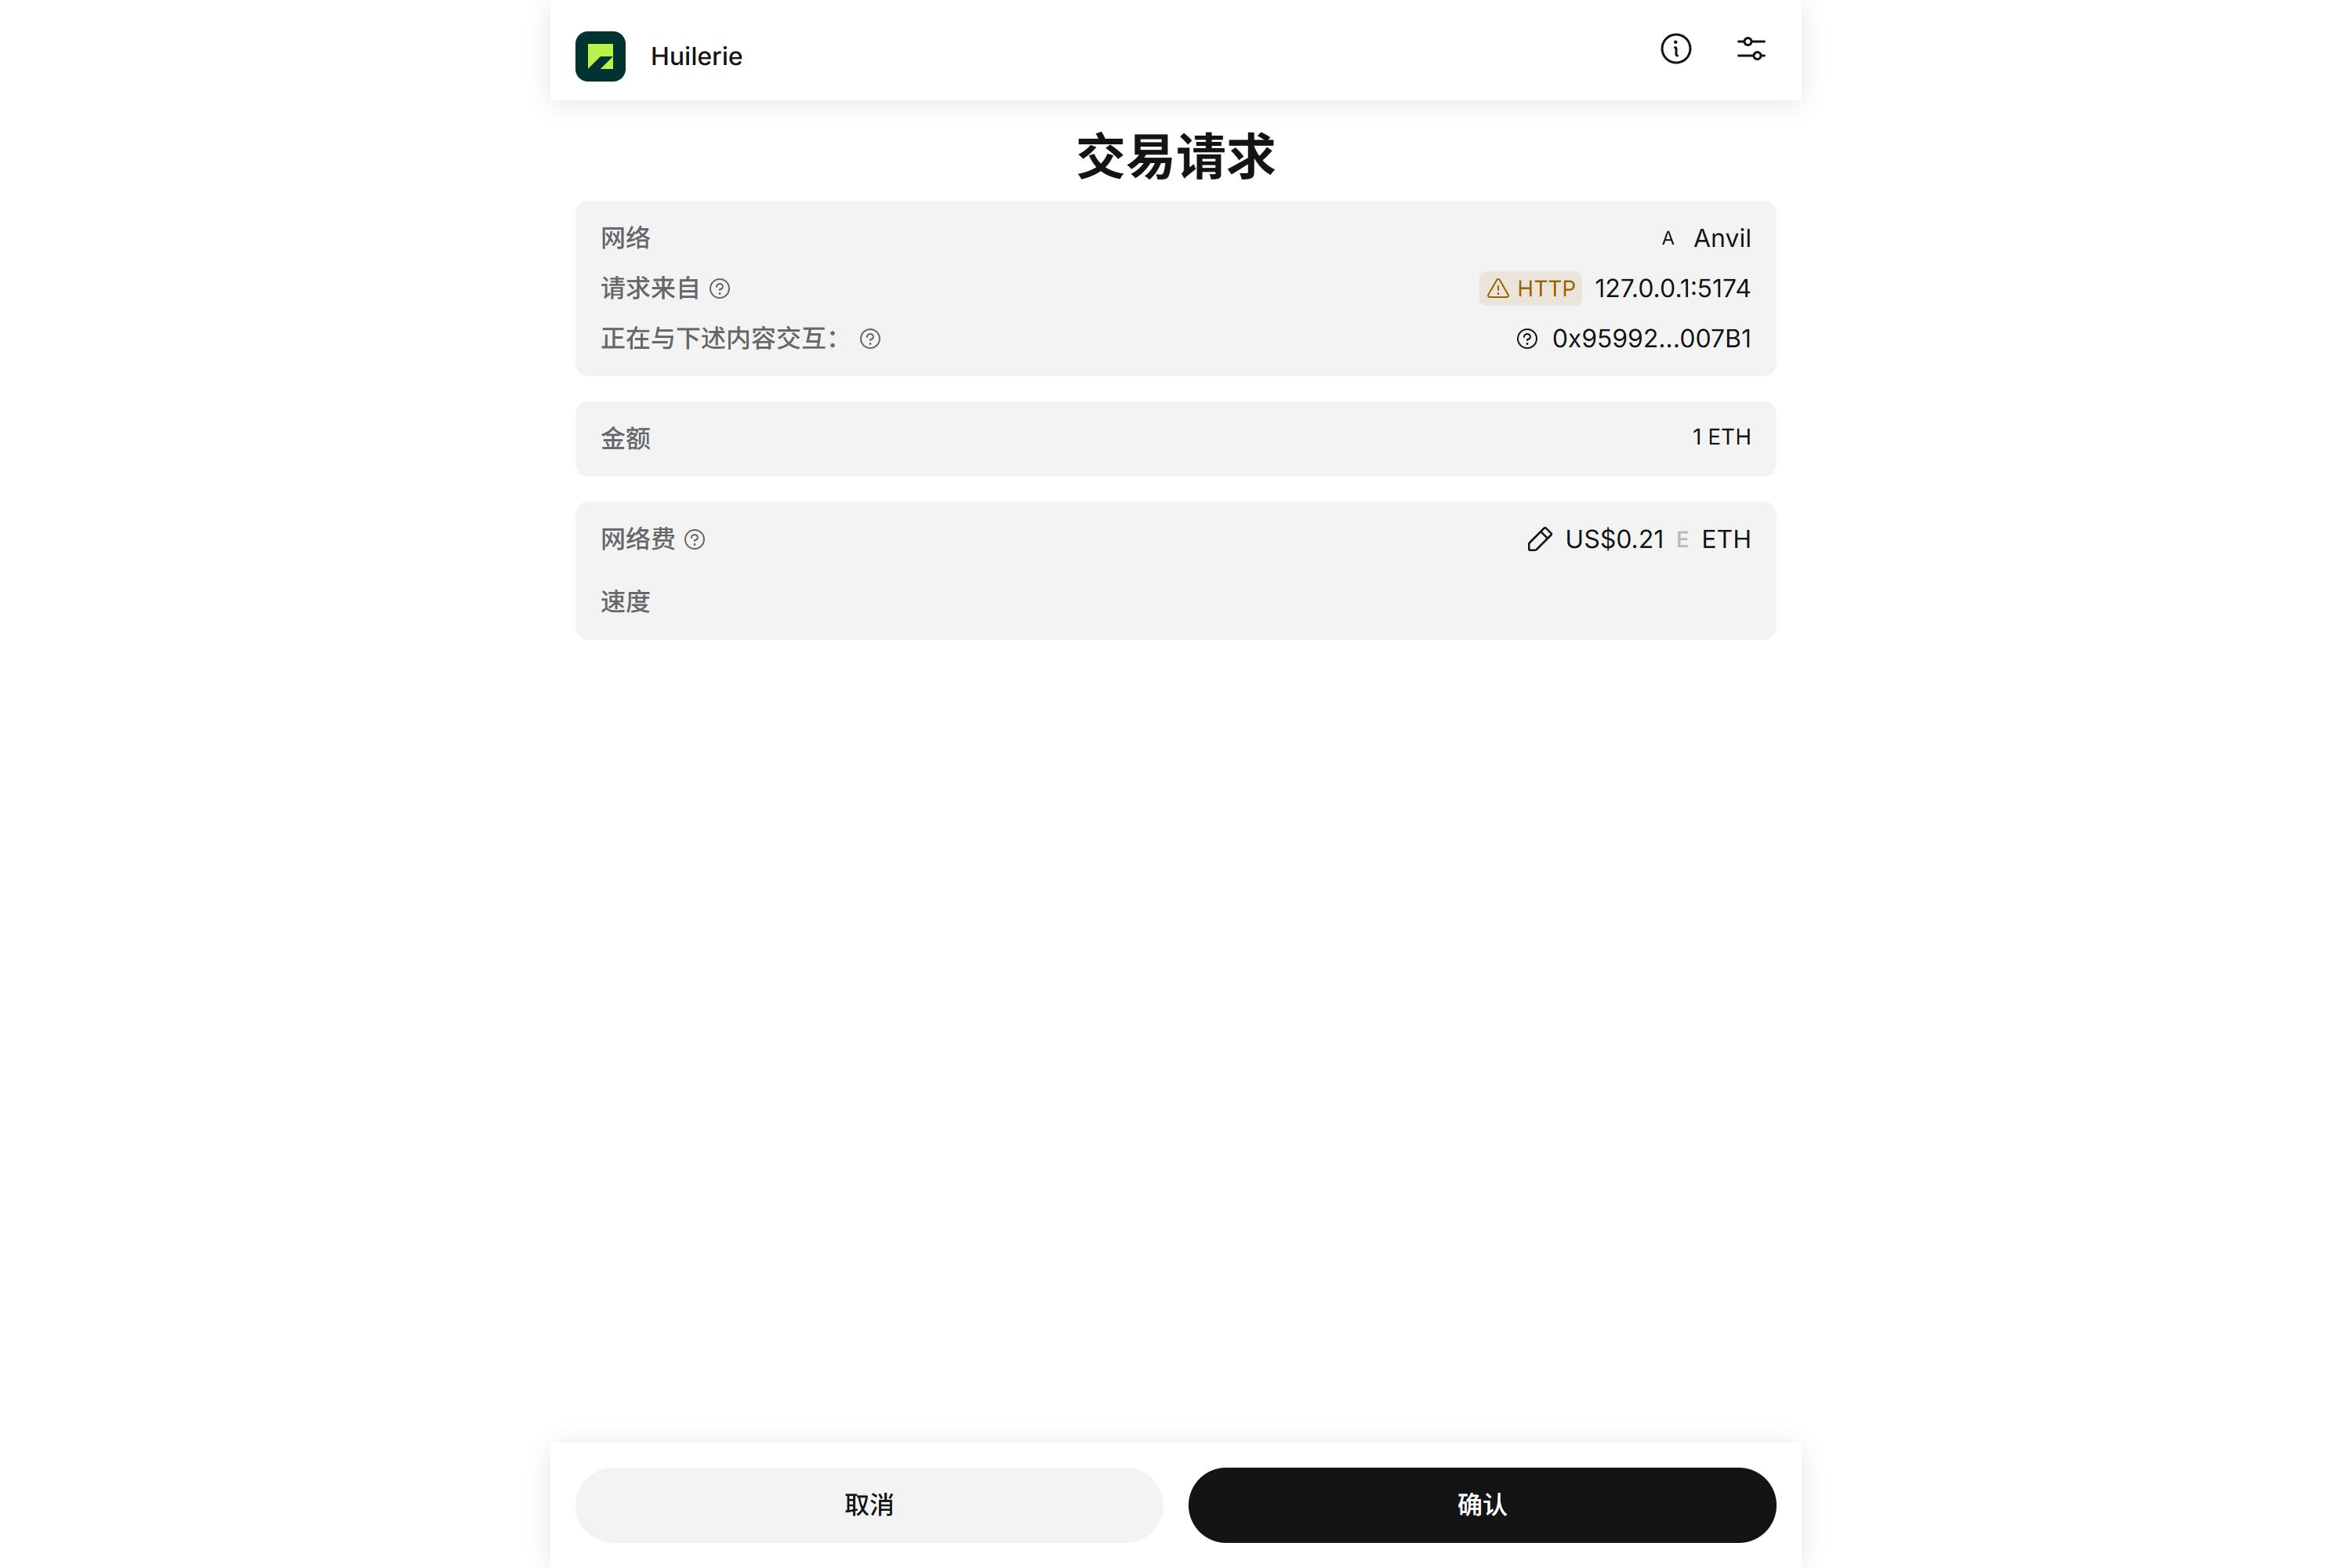 Huilerie
交易请求
网络
A Anvil
请求来自
HTTP 127.0.0.1:5174
正在与下述内容交互：
0x95992...007B1
金额
1 ETH
网络费
US$0.21 E ETH
速度
取消
确认